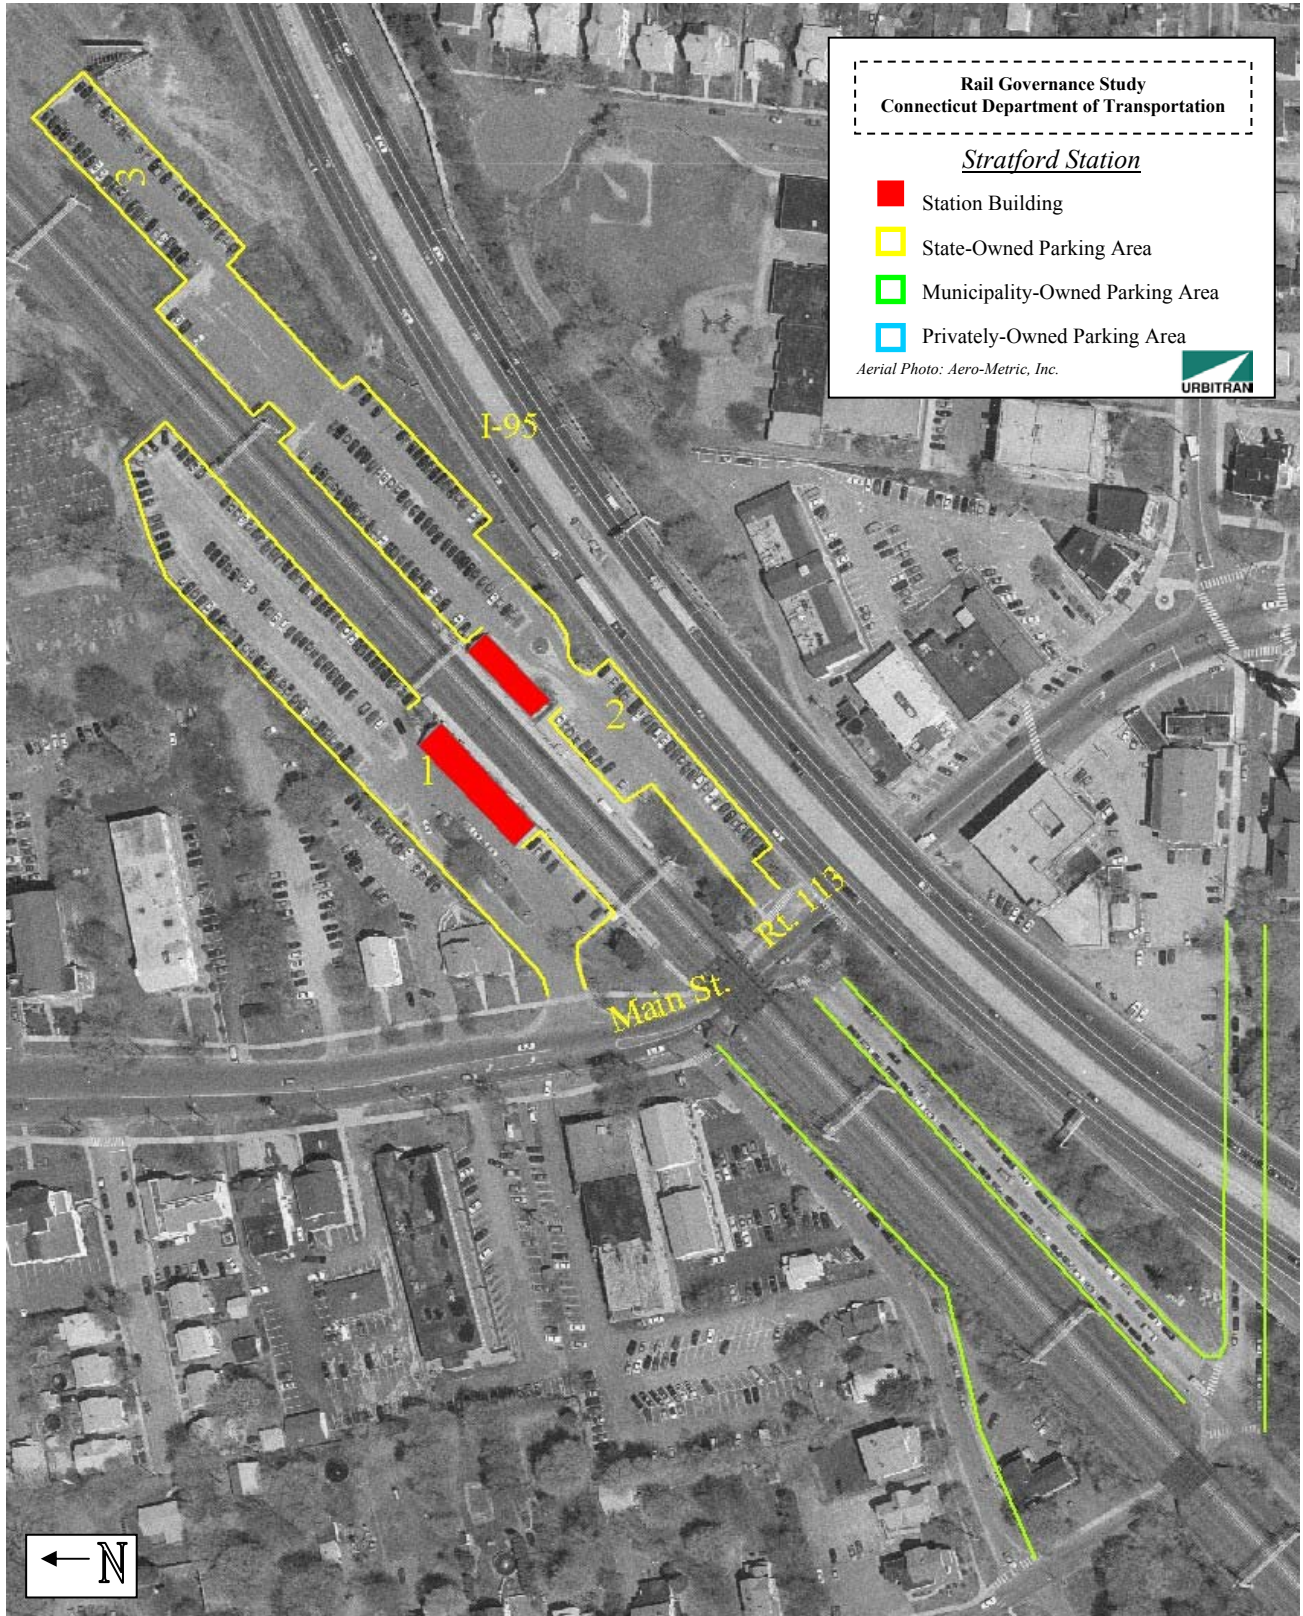 Rail Governance Study
Connecticut Department of Transportation
Stratford Station
Station Building
State-Owned Parking Area
Municipality-Owned Parking Area
Privately-Owned Parking Area
Aerial Photo: Aero-Metric, Inc.
URBITRAN
3
I-95
2
1
Rt. 113
Main St.
N